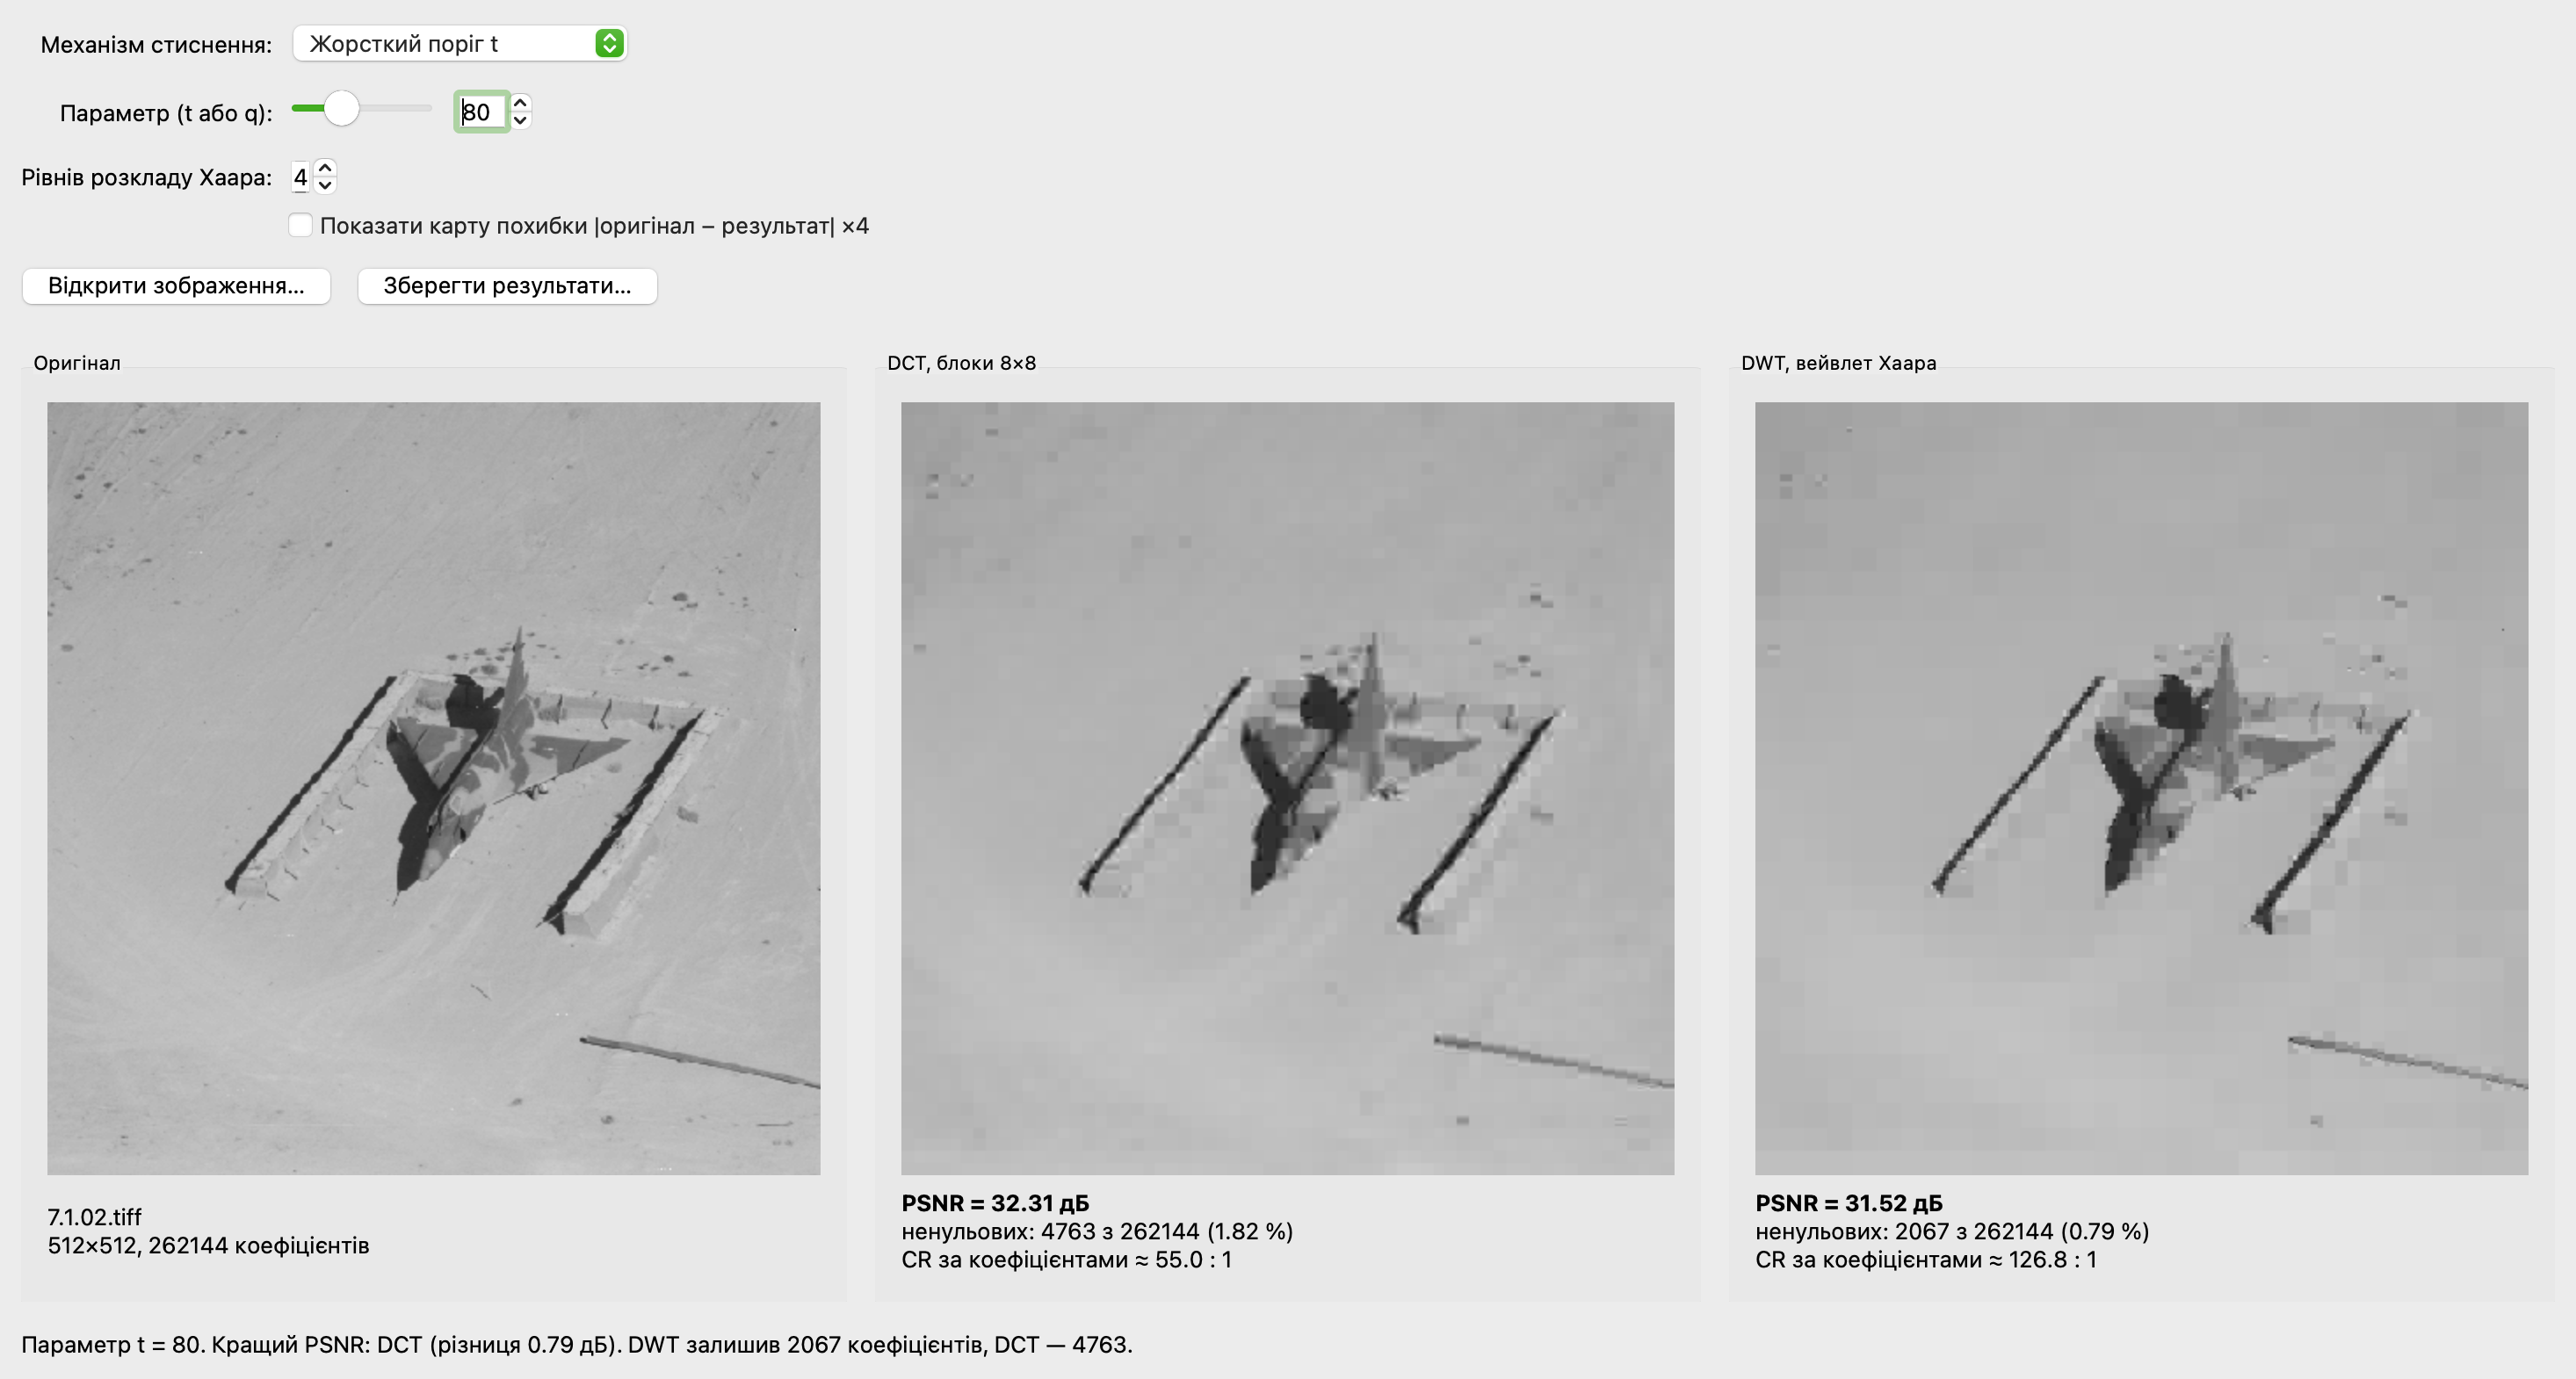 Механізм стиснення: Жорсткий поріг t
Параметр (t або q): 80
Рівнів розкладу Хаара: 4
Показати карту похибки |оригінал – результат| ×4
Відкрити зображення... Зберегти результати...
Оригінал
DCT, блоки 8×8
DWT, вейвлет Хаара
7.1.02.tiff
512×512, 262144 коефіцієнтів
PSNR = 32.31 дБ
ненульових: 4763 з 262144 (1.82 %)
CR за коефіцієнтами ≈ 55.0 : 1
PSNR = 31.52 дБ
ненульових: 2067 з 262144 (0.79 %)
CR за коефіцієнтами ≈ 126.8 : 1
Параметр t = 80. Кращий PSNR: DCT (різниця 0.79 дБ). DWT залишив 2067 коефіцієнтів, DCT — 4763.